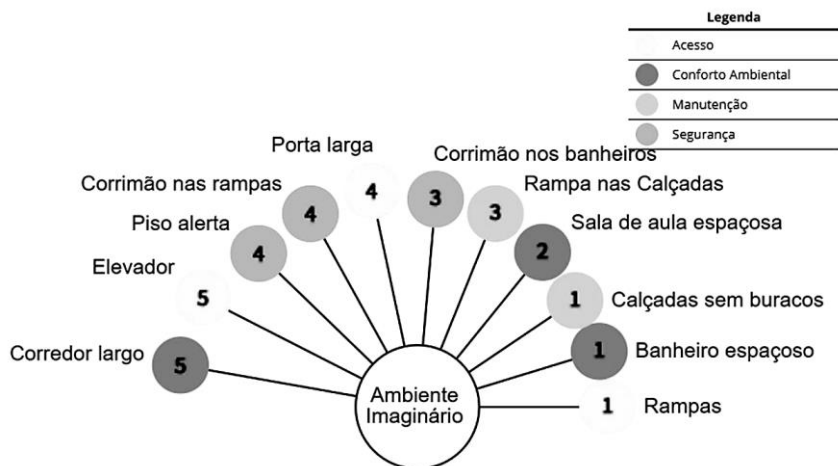 Legenda
Acesso
Conforto Ambiental
Manutenção
Segurança
Porta larga
4
Corrimão nos banheiros
3
Corrimão nas rampas
4
Rampa nas Calçadas
3
Piso alerta
4
Sala de aula espaçosa
2
Elevador
5
Calçadas sem buracos
1
Corredor largo
5
Banheiro espaçoso
1
Ambiente
Imaginário
Rampas
1